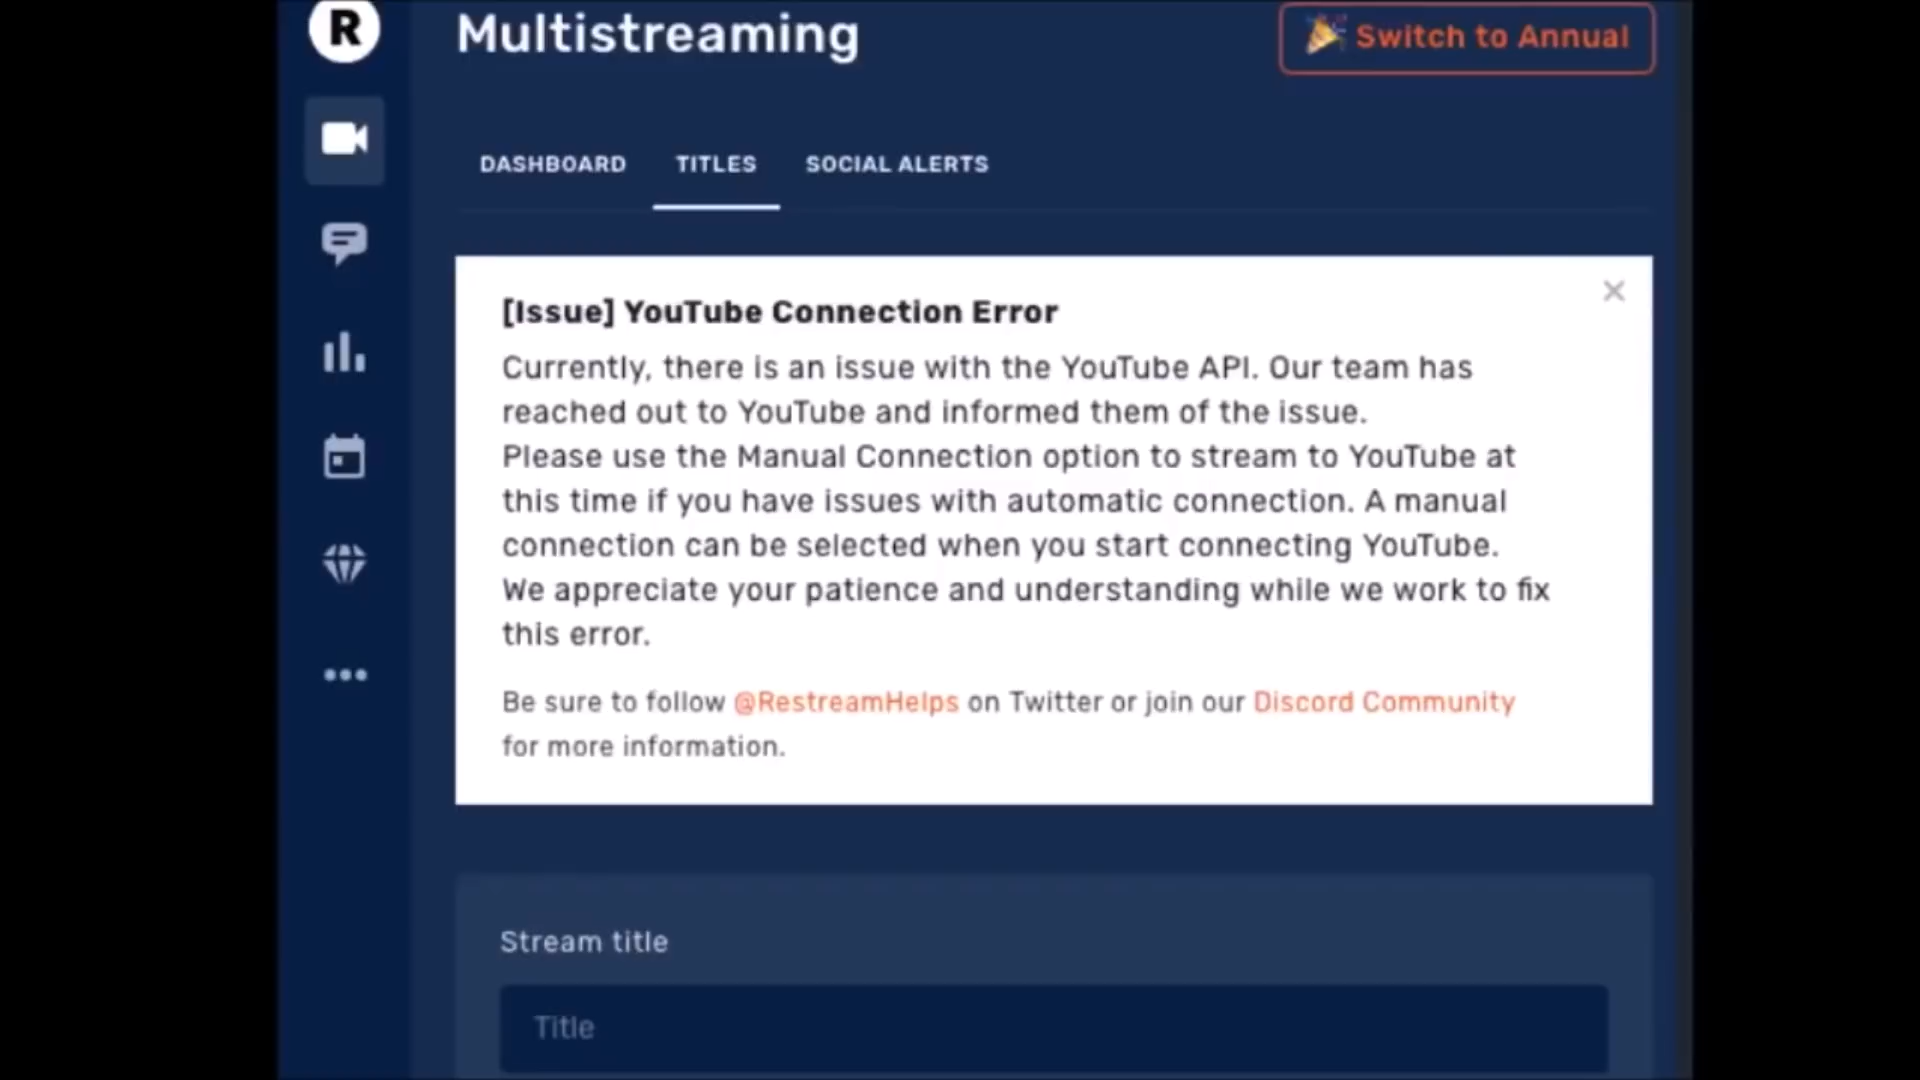 R
Multistreaming
Switch to Annual
DASHBOARD TITLES SOCIAL ALERTS
[Issue] YouTube Connection Error
Currently, there is an issue with the YouTube API. Our team has
reached out to YouTube and informed them of the issue.
Please use the Manual Connection option to stream to YouTube at
this time if you have issues with automatic connection. A manual
connection can be selected when you start connecting YouTube.
We appreciate your patience and understanding while we work to fix
this error.
Be sure to follow @RestreamHelps on Twitter or join our Discord Community
for more information.
Stream title
Title